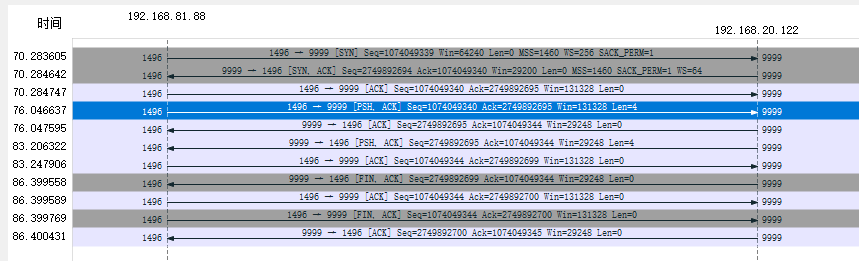 时间 192.168.81.88 192.168.20.122
70.283605 1496 1496 → 9999 [SYN] Seq=1074049339 Win=64240 Len=0 MSS=1460 WS=256 SACK_PERM=1 9999
70.284642 1496 9999 → 1496 [SYN, ACK] Seq=2749892694 Ack=1074049340 Win=29200 Len=0 MSS=1460 SACK_PERM=1 WS=64 9999
70.284747 1496 1496 → 9999 [ACK] Seq=1074049340 Ack=2749892695 Win=131328 Len=0 9999
76.046637 1496 1496 → 9999 [PSH, ACK] Seq=1074049340 Ack=2749892695 Win=131328 Len=4 9999
76.047595 1496 9999 → 1496 [ACK] Seq=2749892695 Ack=1074049344 Win=29248 Len=0 9999
83.206322 1496 9999 → 1496 [PSH, ACK] Seq=2749892695 Ack=1074049344 Win=29248 Len=4 9999
83.247906 1496 1496 → 9999 [ACK] Seq=1074049344 Ack=2749892699 Win=131328 Len=0 9999
86.399558 1496 9999 → 1496 [FIN, ACK] Seq=2749892699 Ack=1074049344 Win=29248 Len=0 9999
86.399589 1496 1496 → 9999 [ACK] Seq=1074049344 Ack=2749892700 Win=131328 Len=0 9999
86.399769 1496 1496 → 9999 [FIN, ACK] Seq=1074049344 Ack=2749892700 Win=131328 Len=0 9999
86.400431 1496 9999 → 1496 [ACK] Seq=2749892700 Ack=1074049345 Win=29248 Len=0 9999